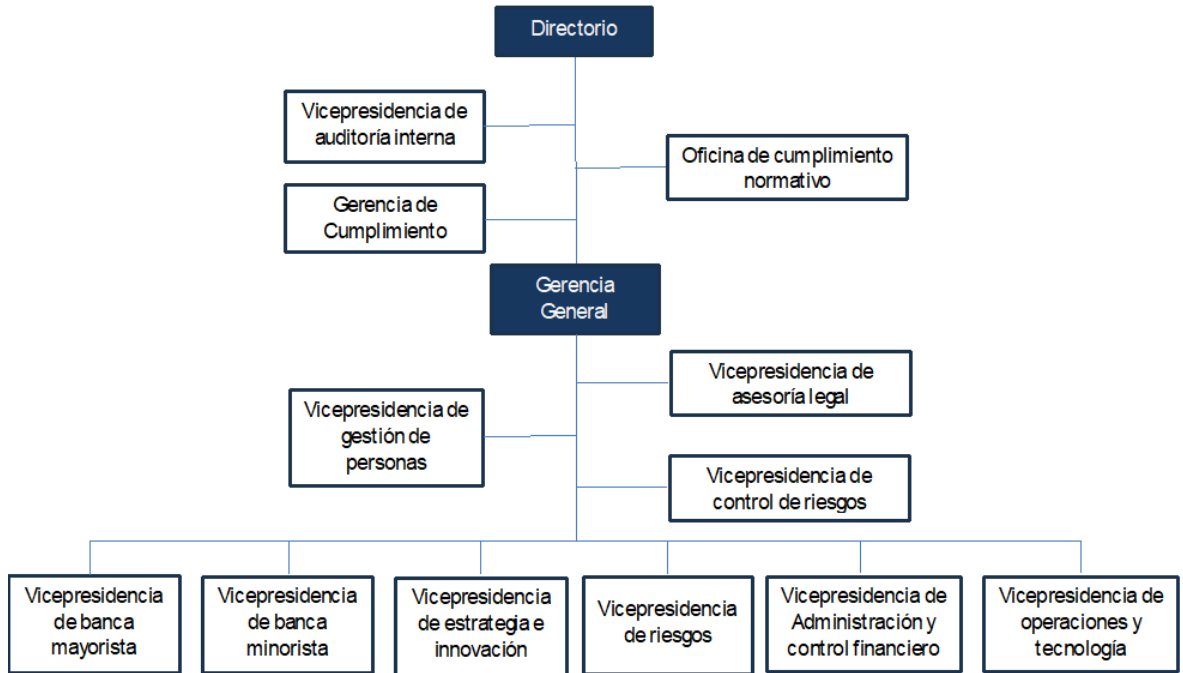 Directorio
Vicepresidencia de
auditoría interna
Oficina de cumplimiento
normativo
Gerencia de
Cumplimiento
Gerencia
General
Vicepresidencia de
asesoría legal
Vicepresidencia de
gestión de
personas
Vicepresidencia de
control de riesgos
Vicepresidencia
de banca
mayorista
Vicepresidencia
de banca
minorista
Vicepresidencia
de estrategia e
innovación
Vicepresidencia
de riesgos
Vicepresidencia de
Administración y
control financiero
Vicepresidencia de
operaciones y
tecnología